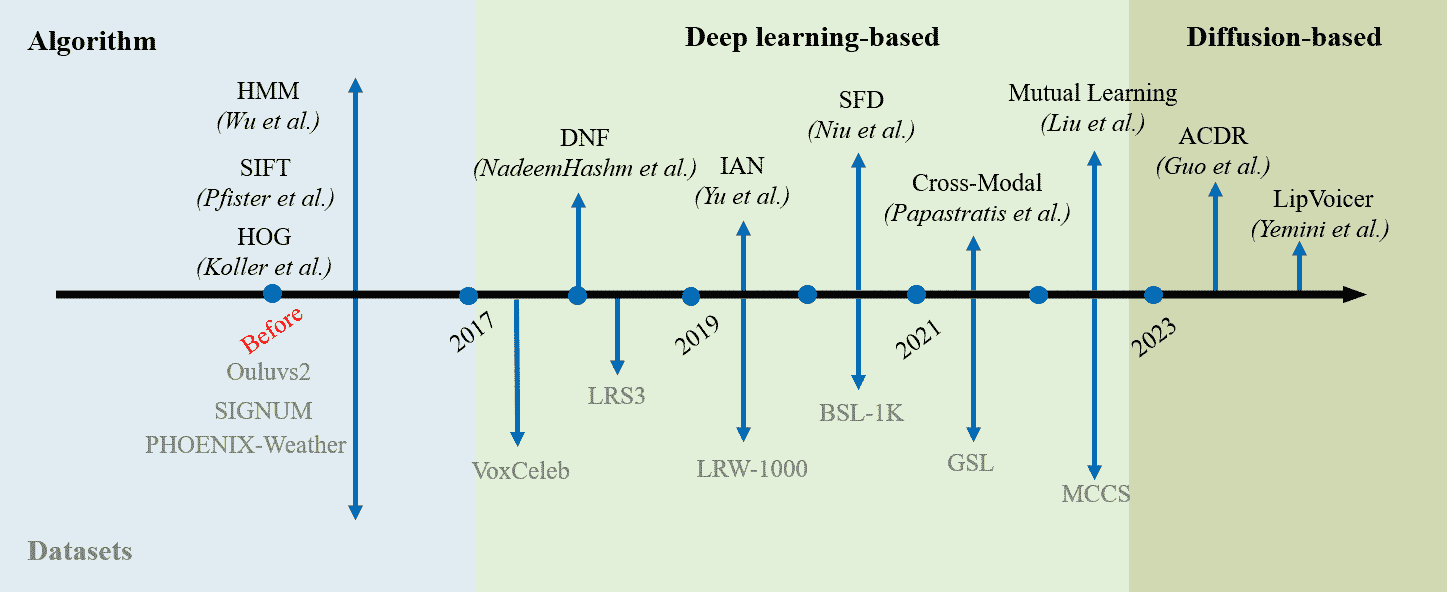 Algorithm
Deep learning-based
Diffusion-based
HMM
(Wu et al.)
SIFT
(Pfister et al.)
HOG
(Koller et al.)
DNF
(NadeemHashm et al.)
IAN
(Yu et al.)
SFD
(Niu et al.)
Cross-Modal
(Papastratis et al.)
Mutual Learning
(Liu et al.)
ACDR
(Guo et al.)
LipVoicer
(Yemini et al.)
Before
2017
2019
2021
2023
Ouluvs2
SIGNUM
PHOENIX-Weather
VoxCeleb
LRS3
LRW-1000
BSL-1K
GSL
MCCS
Datasets